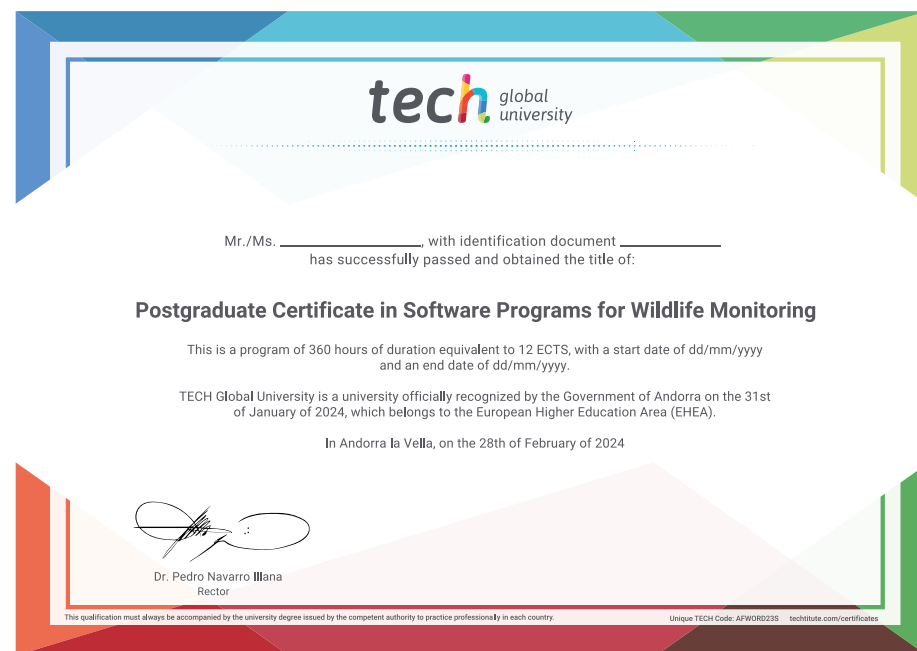 tech global university
Mr./Ms. ____________, with identification document ____________
has successfully passed and obtained the title of:
Postgraduate Certificate in Software Programs for Wildlife Monitoring
This is a program of 360 hours of duration equivalent to 12 ECTS, with a start date of dd/mm/yyyy
and an end date of dd/mm/yyyy.
TECH Global University is a university officially recognized by the Government of Andorra on the 31st
of January of 2024, which belongs to the European Higher Education Area (EHEA).
In Andorra la Vella, on the 28th of February of 2024
Dr. Pedro Navarro Illana
Rector
This qualification must always be accompanied by the university degree issued by the competent authority to practice professionally in each country.
Unique TECH Code: AFWORD23S techtitute.com/certificates